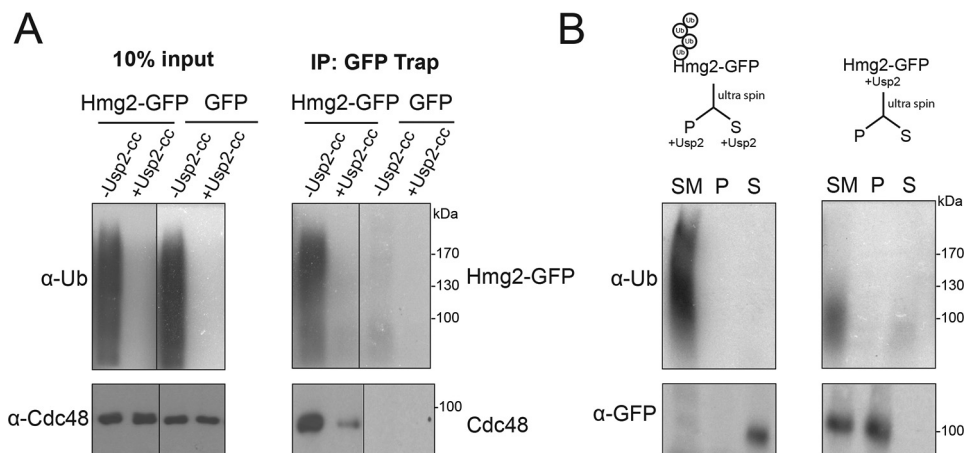 A
10% input
Hmg2-GFP GFP
-Usp2-cc +Usp2-cc -Usp2-cc +Usp2-cc
IP: GFP Trap
Hmg2-GFP GFP
-Usp2-cc +Usp2-cc -Usp2-cc +Usp2-cc
kDa
α-Ub
-170
-130
-100
Hmg2-GFP
α-Cdc48
-100
Cdc48
B
Ub
Ub
Ub
Ub
Hmg2-GFP
ultra spin
P S
+Usp2 +Usp2
SM P S
Hmg2-GFP
+Usp2
ultra spin
P S
SM P S
kDa
α-Ub
-170
-130
-100
α-GFP
-100